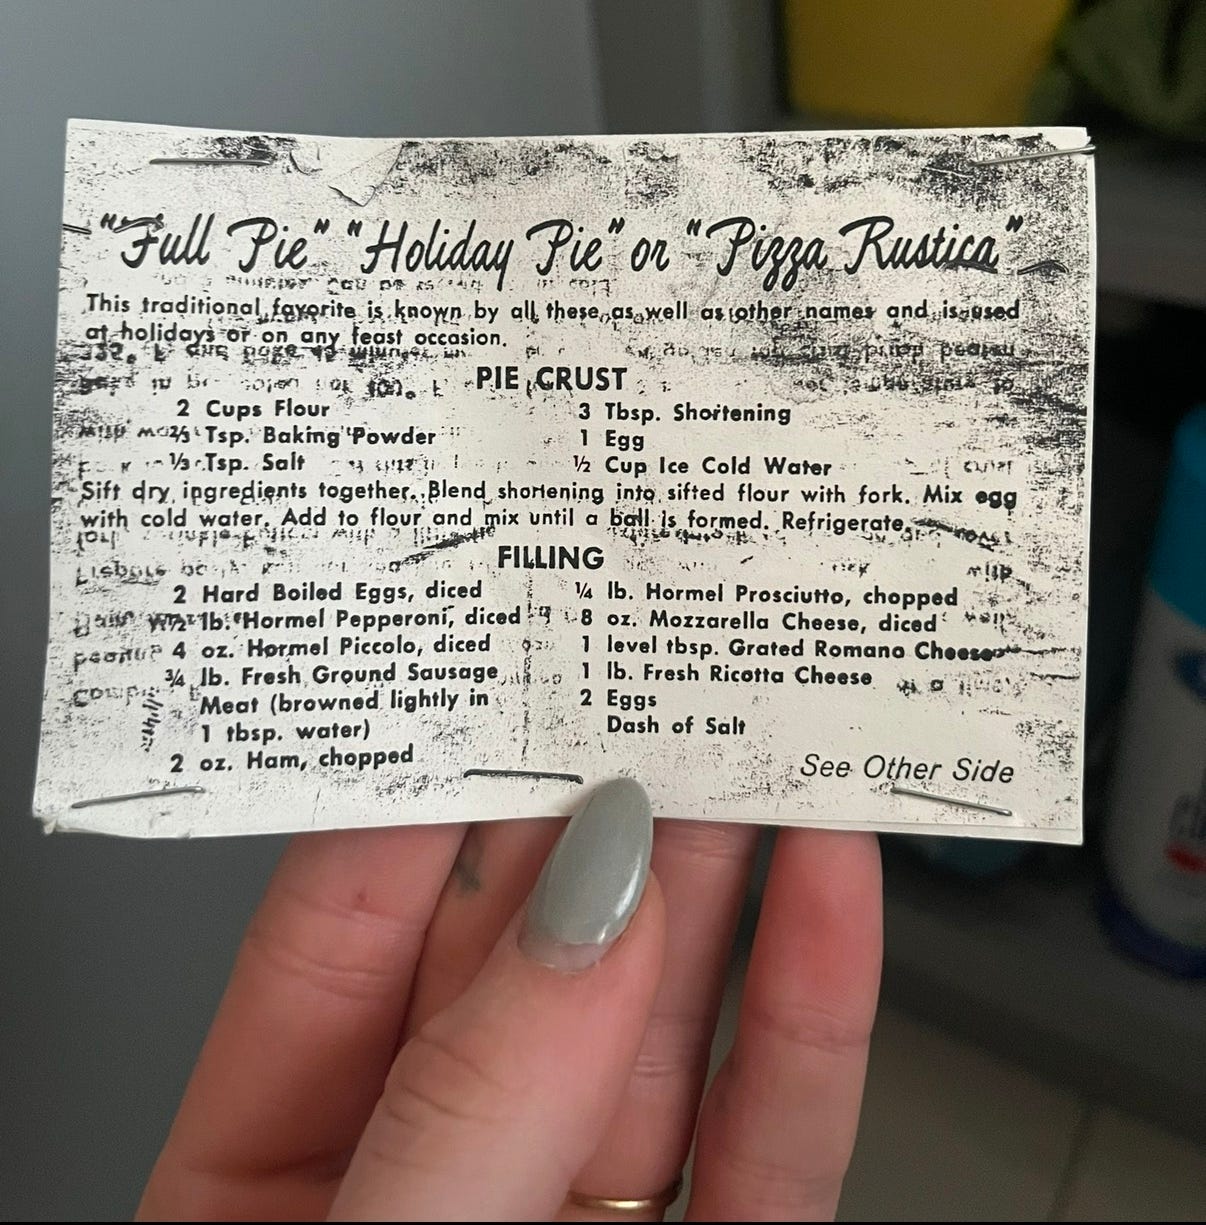 "Full Pie" "Holiday Pie" or "Pizza Rustica"
This traditional favorite is known by all these as well as other names and is used
at holidays or on any feast occasion.
PIE CRUST
2 Cups Flour
⅔ Tsp. Baking Powder
⅓ Tsp. Salt
3 Tbsp. Shortening
1 Egg
½ Cup Ice Cold Water
Sift dry ingredients together. Blend shortening into sifted flour with fork. Mix egg
with cold water. Add to flour and mix until a ball is formed. Refrigerate.
FILLING
2 Hard Boiled Eggs, diced
½ lb. Hormel Pepperoni, diced
4 oz. Hormel Piccolo, diced
¾ lb. Fresh Ground Sausage
Meat (browned lightly in
1 tbsp. water)
2 oz. Ham, chopped
¼ lb. Hormel Prosciutto, chopped
8 oz. Mozzarella Cheese, diced
1 level tbsp. Grated Romano Cheese
1 lb. Fresh Ricotta Cheese
2 Eggs
Dash of Salt
See Other Side